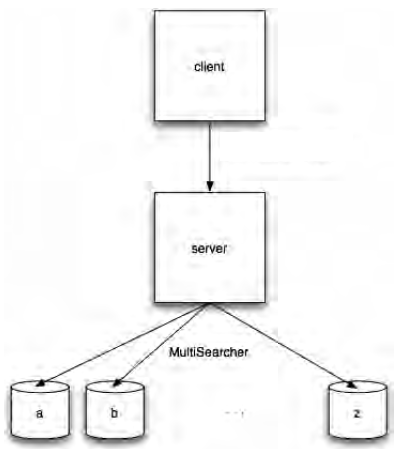 client
server
MultiSearcher
a
b
. . .
z